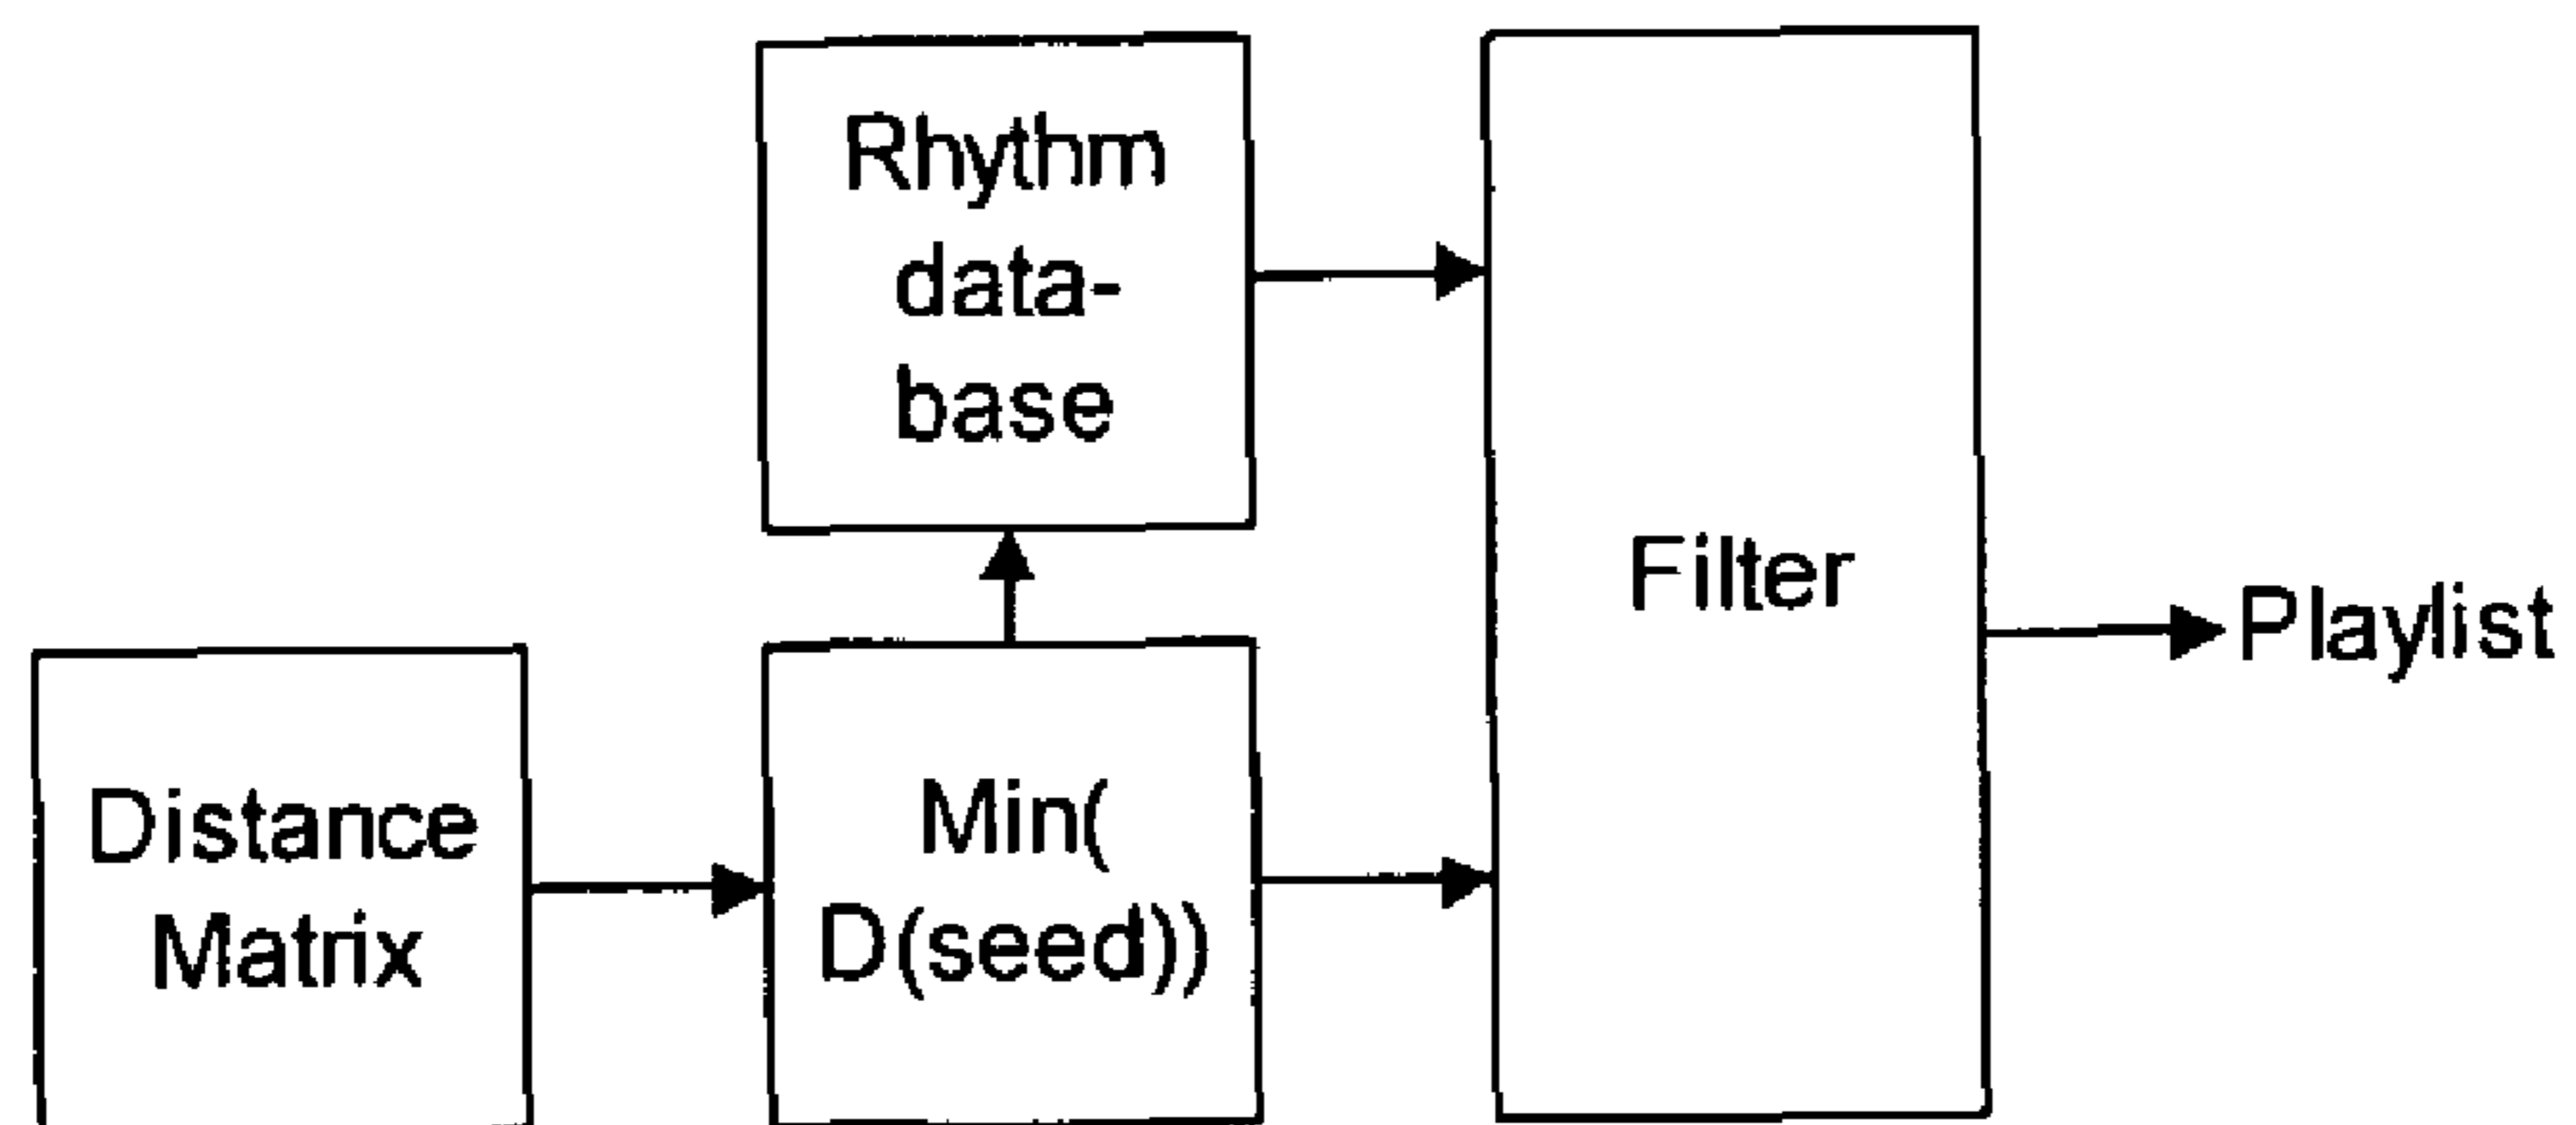 Rhythm
data-
base
Filter
Playlist
Distance
Matrix
Min(
D(seed))